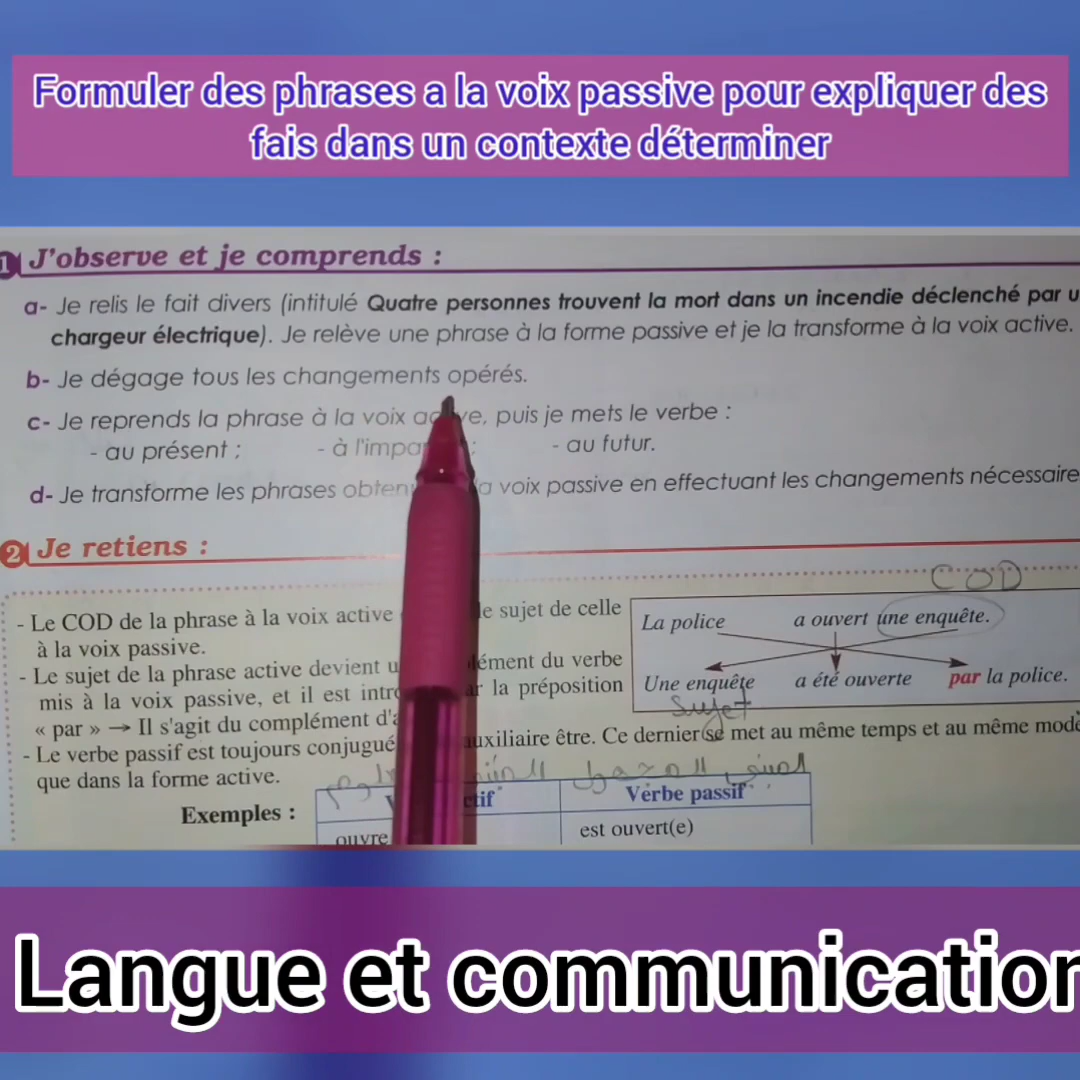 Formuler des phrases a la voix passive pour expliquer des
fais dans un contexte déterminer
1 J'observe et je comprends :
a- Je relis le fait divers (intitulé Quatre personnes trouvent la mort dans un incendie déclenché par
chargeur électrique). Je relève une phrase à la forme passive et je la transforme à la voix active.
b- Je dégage tous les changements opérés.
c- Je reprends la phrase à la voix puis je mets le verbe :
- au présent ; - à au futur.
d- Je transforme les phrases voix passive en effectuant les changements
2 Je retiens :
COD
- Le COD de la phrase à la voix active le sujet de celle
à la voix passive.
- Le sujet de la phrase active devient du verbe
mis à la voix passive, et il est la préposition
« par » → Il s'agit du complément
- Le verbe passif est toujours conjugué auxiliaire être. Ce dernier se met au même temps et au même
que dans la forme active.
La police a ouvert une enquête.
Une enquête a été ouverte par la police.
Sujet
المبني للمجهول
Exemples : Verbe passif
ouvre est ouvert(e)
Langue et